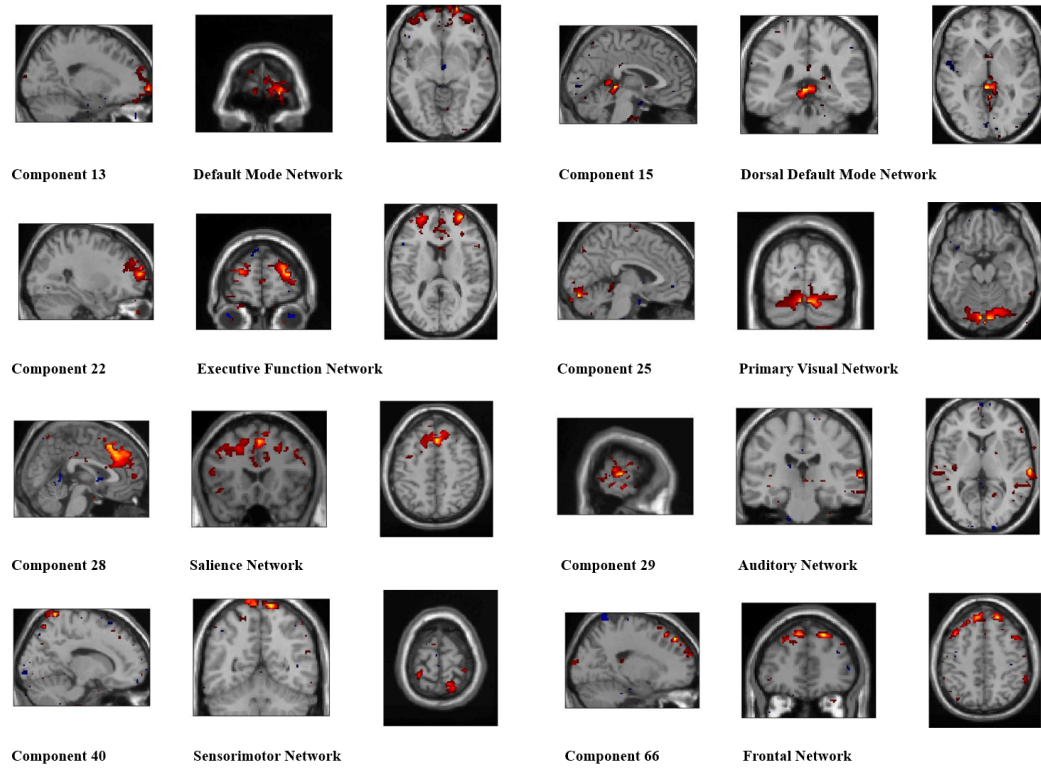 Component 13 Default Mode Network Component 15 Dorsal Default Mode Network
Component 22 Executive Function Network Component 25 Primary Visual Network
Component 28 Salience Network Component 29 Auditory Network
Component 40 Sensorimotor Network Component 66 Frontal Network